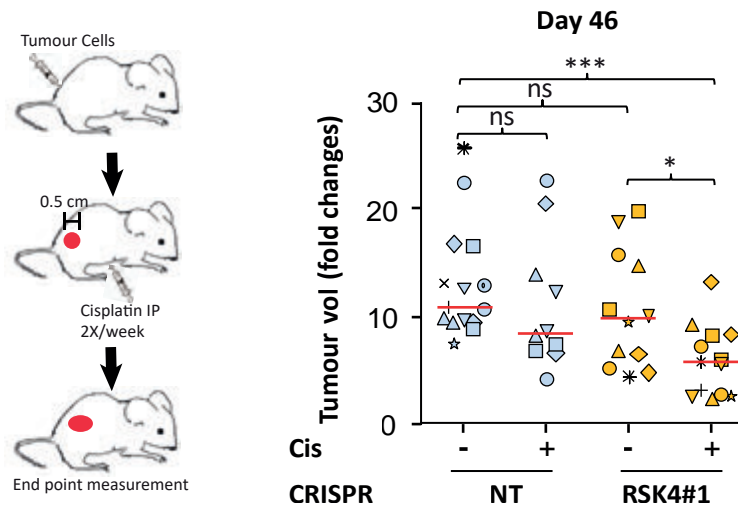 Day 46
Tumour Cells
***
30
ns
ns
0.5 cm
*
20
Tumour vol (fold changes)
Cisplatin IP
2X/week
10
0
Cis - + - +
End point measurement
CRISPR NT RSK4#1